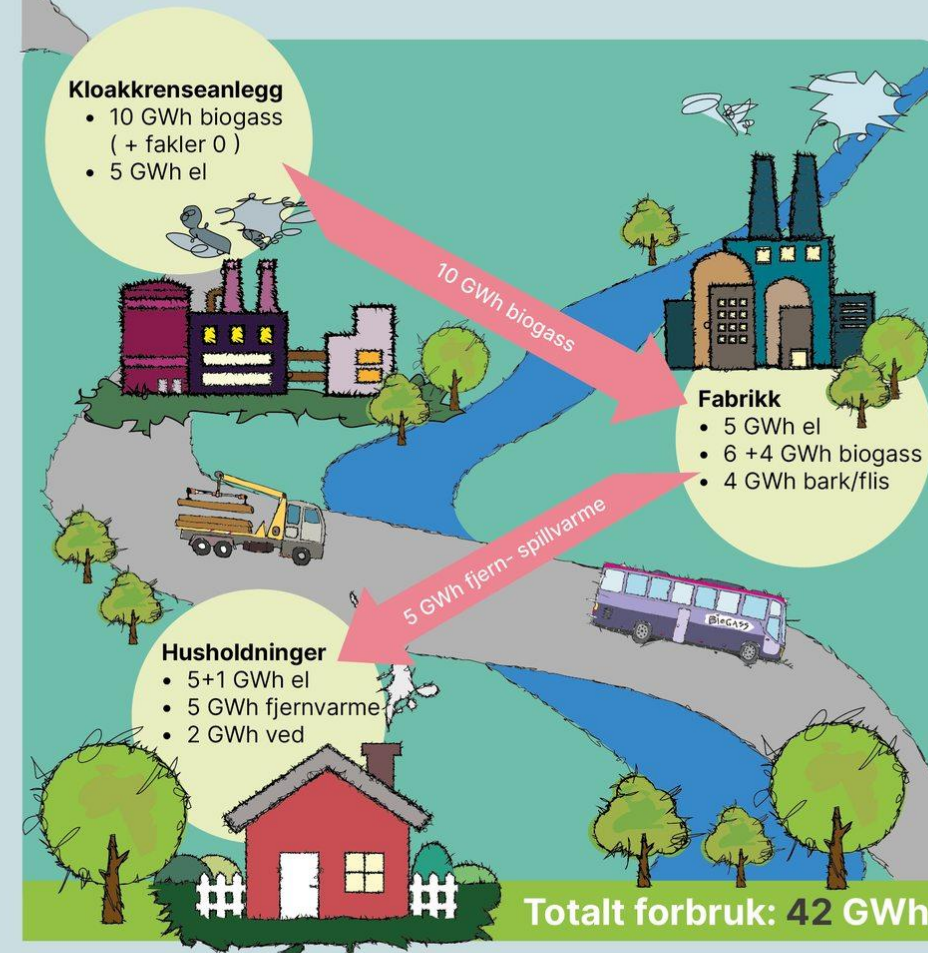 Kloakkrenseanlegg
• 10 GWh biogass
( + fakler 0 )
• 5 GWh el
10 GWh biogass
Fabrikk
• 5 GWh el
• 6 +4 GWh biogass
• 4 GWh bark/flis
5 GWh fjern- spillvarme
BioGASS
Husholdninger
• 5+1 GWh el
• 5 GWh fjernvarme
• 2 GWh ved
Totalt forbruk: 42 GWh